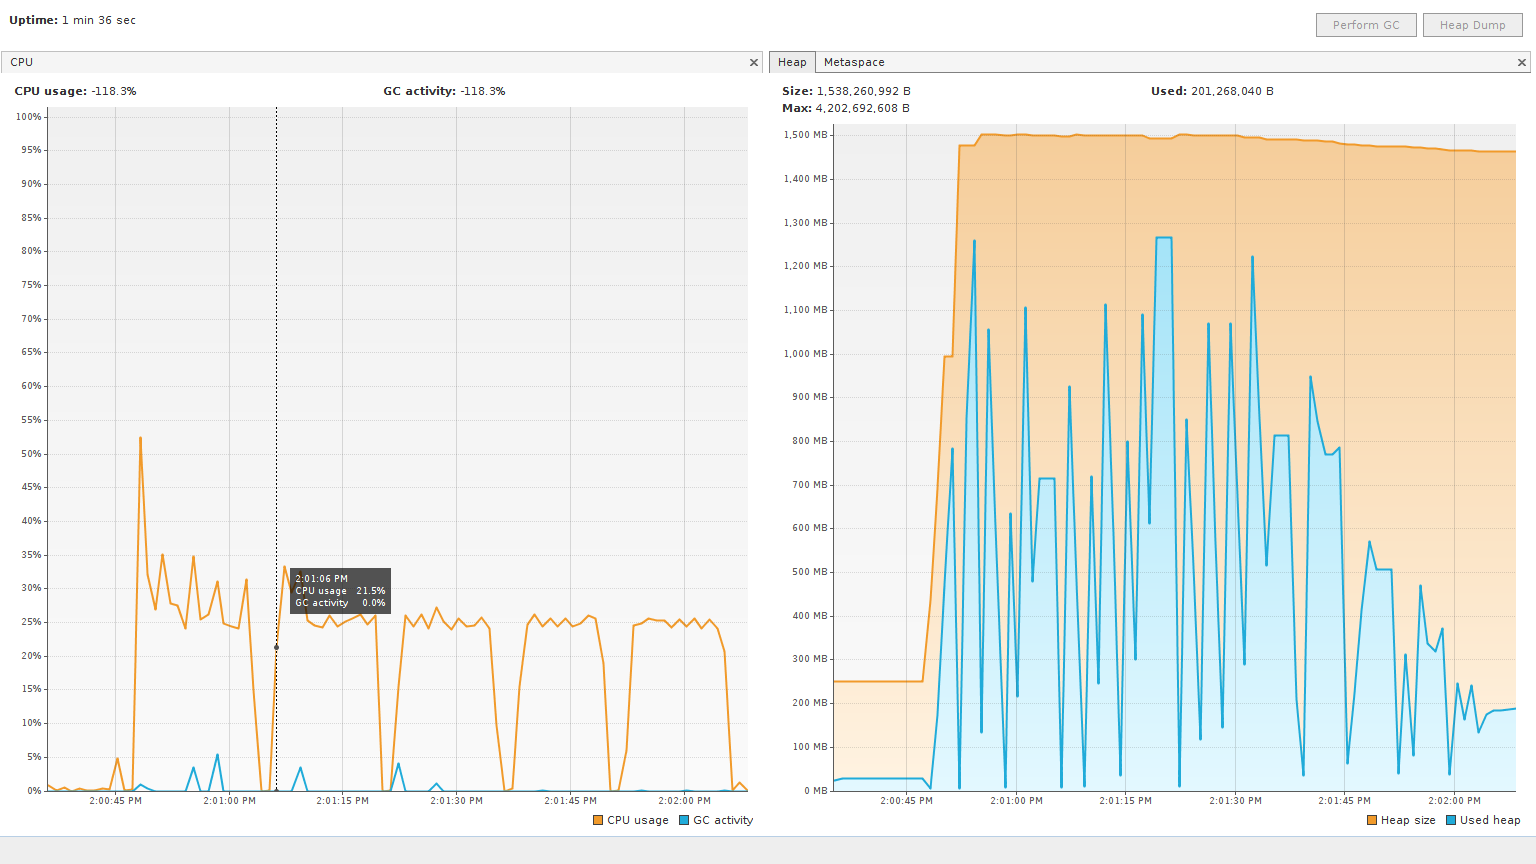 Uptime: 1 min 36 sec
Perform GC
Heap Dump
CPU
Heap
Metaspace
CPU usage: -118.3%
GC activity: -118.3%
Size: 1,538,260,992 B
Used: 201,268,040 B
Max: 4,202,692,608 B
100%
95%
90%
85%
80%
75%
70%
65%
60%
55%
50%
45%
40%
35%
30%
25%
20%
15%
10%
5%
0%
2:01:06 PM
CPU usage 21.5%
GC activity 0.0%
2:00:45 PM
2:01:00 PM
2:01:15 PM
2:01:30 PM
2:01:45 PM
2:02:00 PM
CPU usage
GC activity
1,500 MB
1,400 MB
1,300 MB
1,200 MB
1,100 MB
1,000 MB
900 MB
800 MB
700 MB
600 MB
500 MB
400 MB
300 MB
200 MB
100 MB
0 MB
2:00:45 PM
2:01:00 PM
2:01:15 PM
2:01:30 PM
2:01:45 PM
2:02:00 PM
Heap size
Used heap